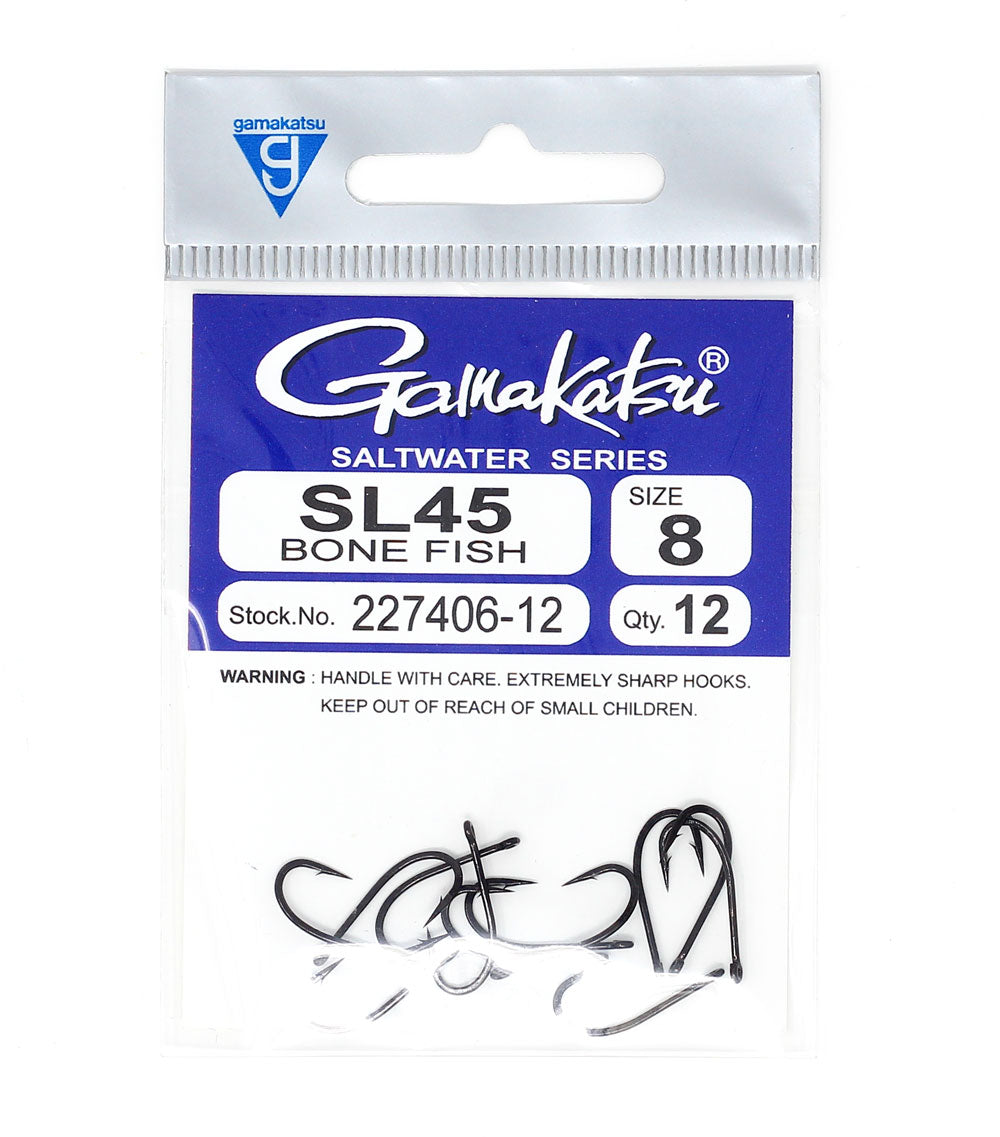 gamakatsu
Gamakatsu®
SALTWATER SERIES
SL45
BONE FISH
SIZE
8
Stock.No. 227406-12
Qty. 12
WARNING : HANDLE WITH CARE. EXTREMELY SHARP HOOKS.
KEEP OUT OF REACH OF SMALL CHILDREN.